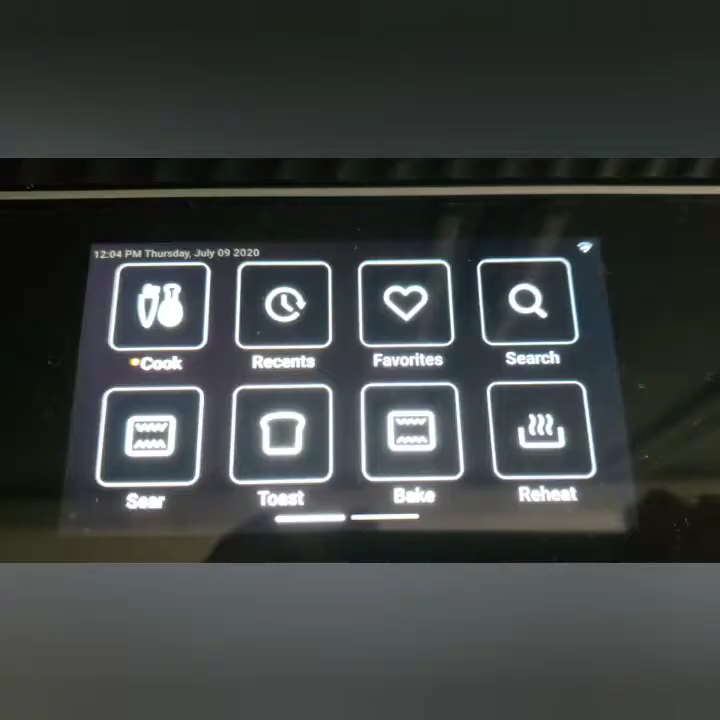 12:04 PM Thursday, July 09 2020
Cook Recents Favorites Search
Sear Toast Bake Reheat